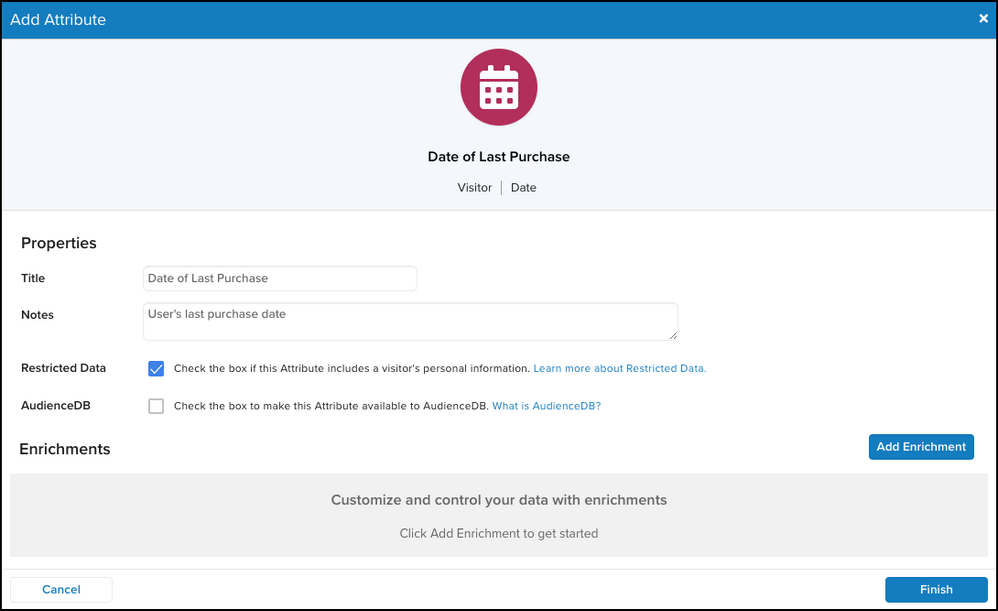 Add Attribute
×
Date of Last Purchase
Visitor | Date
Properties
Title
Date of Last Purchase
Notes
User's last purchase date
Restricted Data
Check the box if this Attribute includes a visitor's personal information. Learn more about Restricted Data.
AudienceDB
Check the box to make this Attribute available to AudienceDB. What is AudienceDB?
Enrichments
Add Enrichment
Customize and control your data with enrichments
Click Add Enrichment to get started
Cancel
Finish